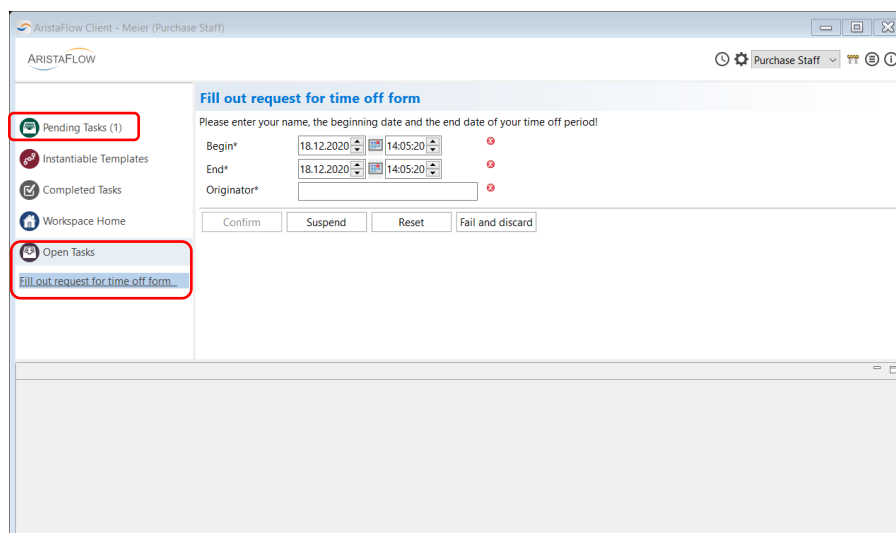 AristaFlow Client - Meier (Purchase Staff)
ARISTAFLOW
Purchase Staff
Fill out request for time off form
Please enter your name, the beginning date and the end date of your time off period!
Pending Tasks (1)
Instantiable Templates
Completed Tasks
Workspace Home
Open Tasks
Fill out request for time off form
Begin* 18.12.2020 14:05:20
End* 18.12.2020 14:05:20
Originator*
Confirm Suspend Reset Fail and discard